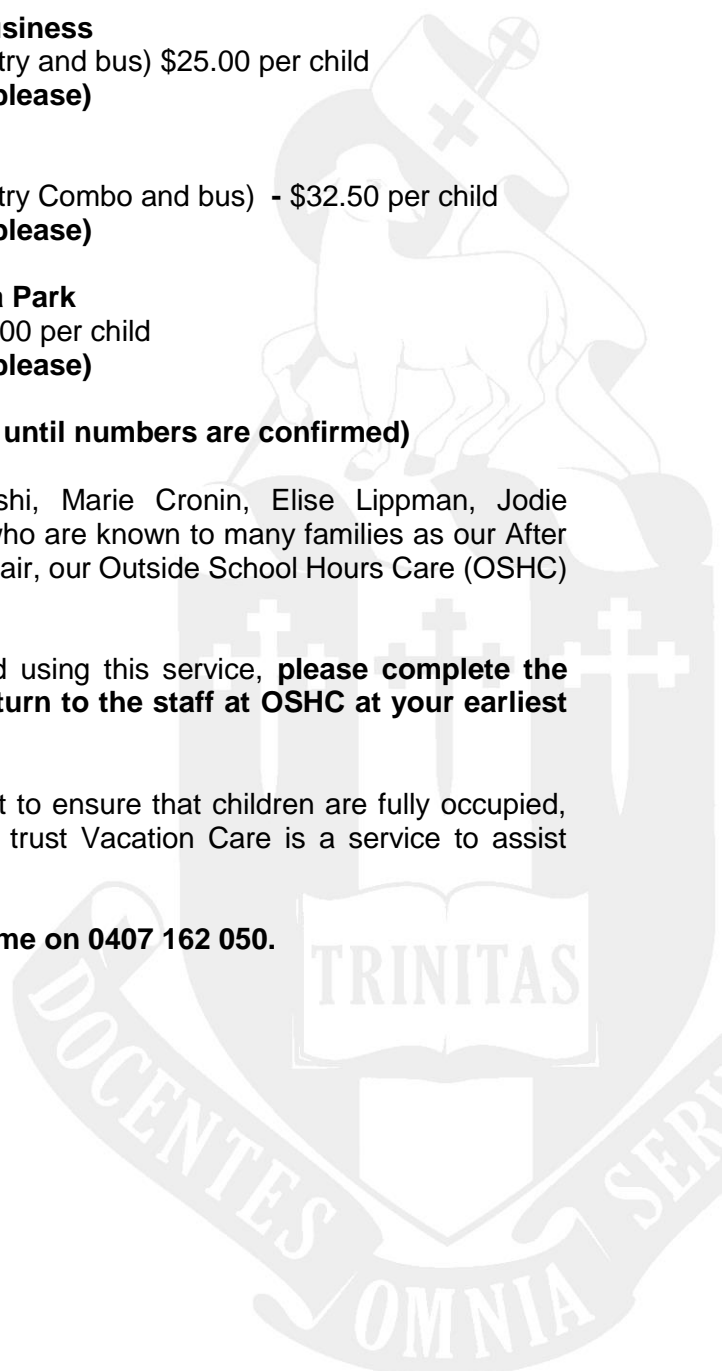 usiness
try and bus) $25.00 per child
please)
try Combo and bus) - $32.50 per child
please)
Park
00 per child
please)
until numbers are confirmed)
shi, Marie Cronin, Elise Lippman, Jodie
who are known to many families as our After
air, our Outside School Hours Care (OSHC)
d using this service, please complete the
turn to the staff at OSHC at your earliest
t to ensure that children are fully occupied,
trust Vacation Care is a service to assist
me on 0407 162 050.
TRINITAS
DOCENTES OMNIA SERV